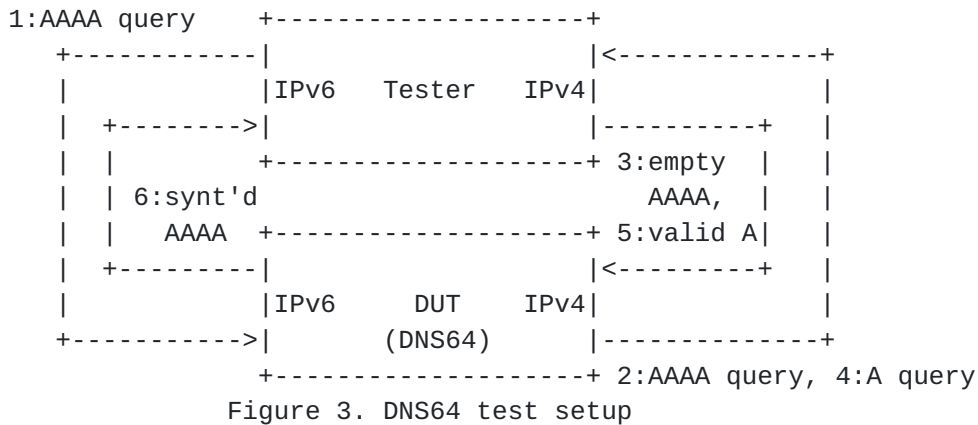 1:AAAA query
IPv6 Tester IPv4
3:empty
6:synt'd AAAA,
AAAA 5:valid A
IPv6 DUT IPv4
(DNS64)
2:AAAA query, 4:A query
Figure 3. DNS64 test setup